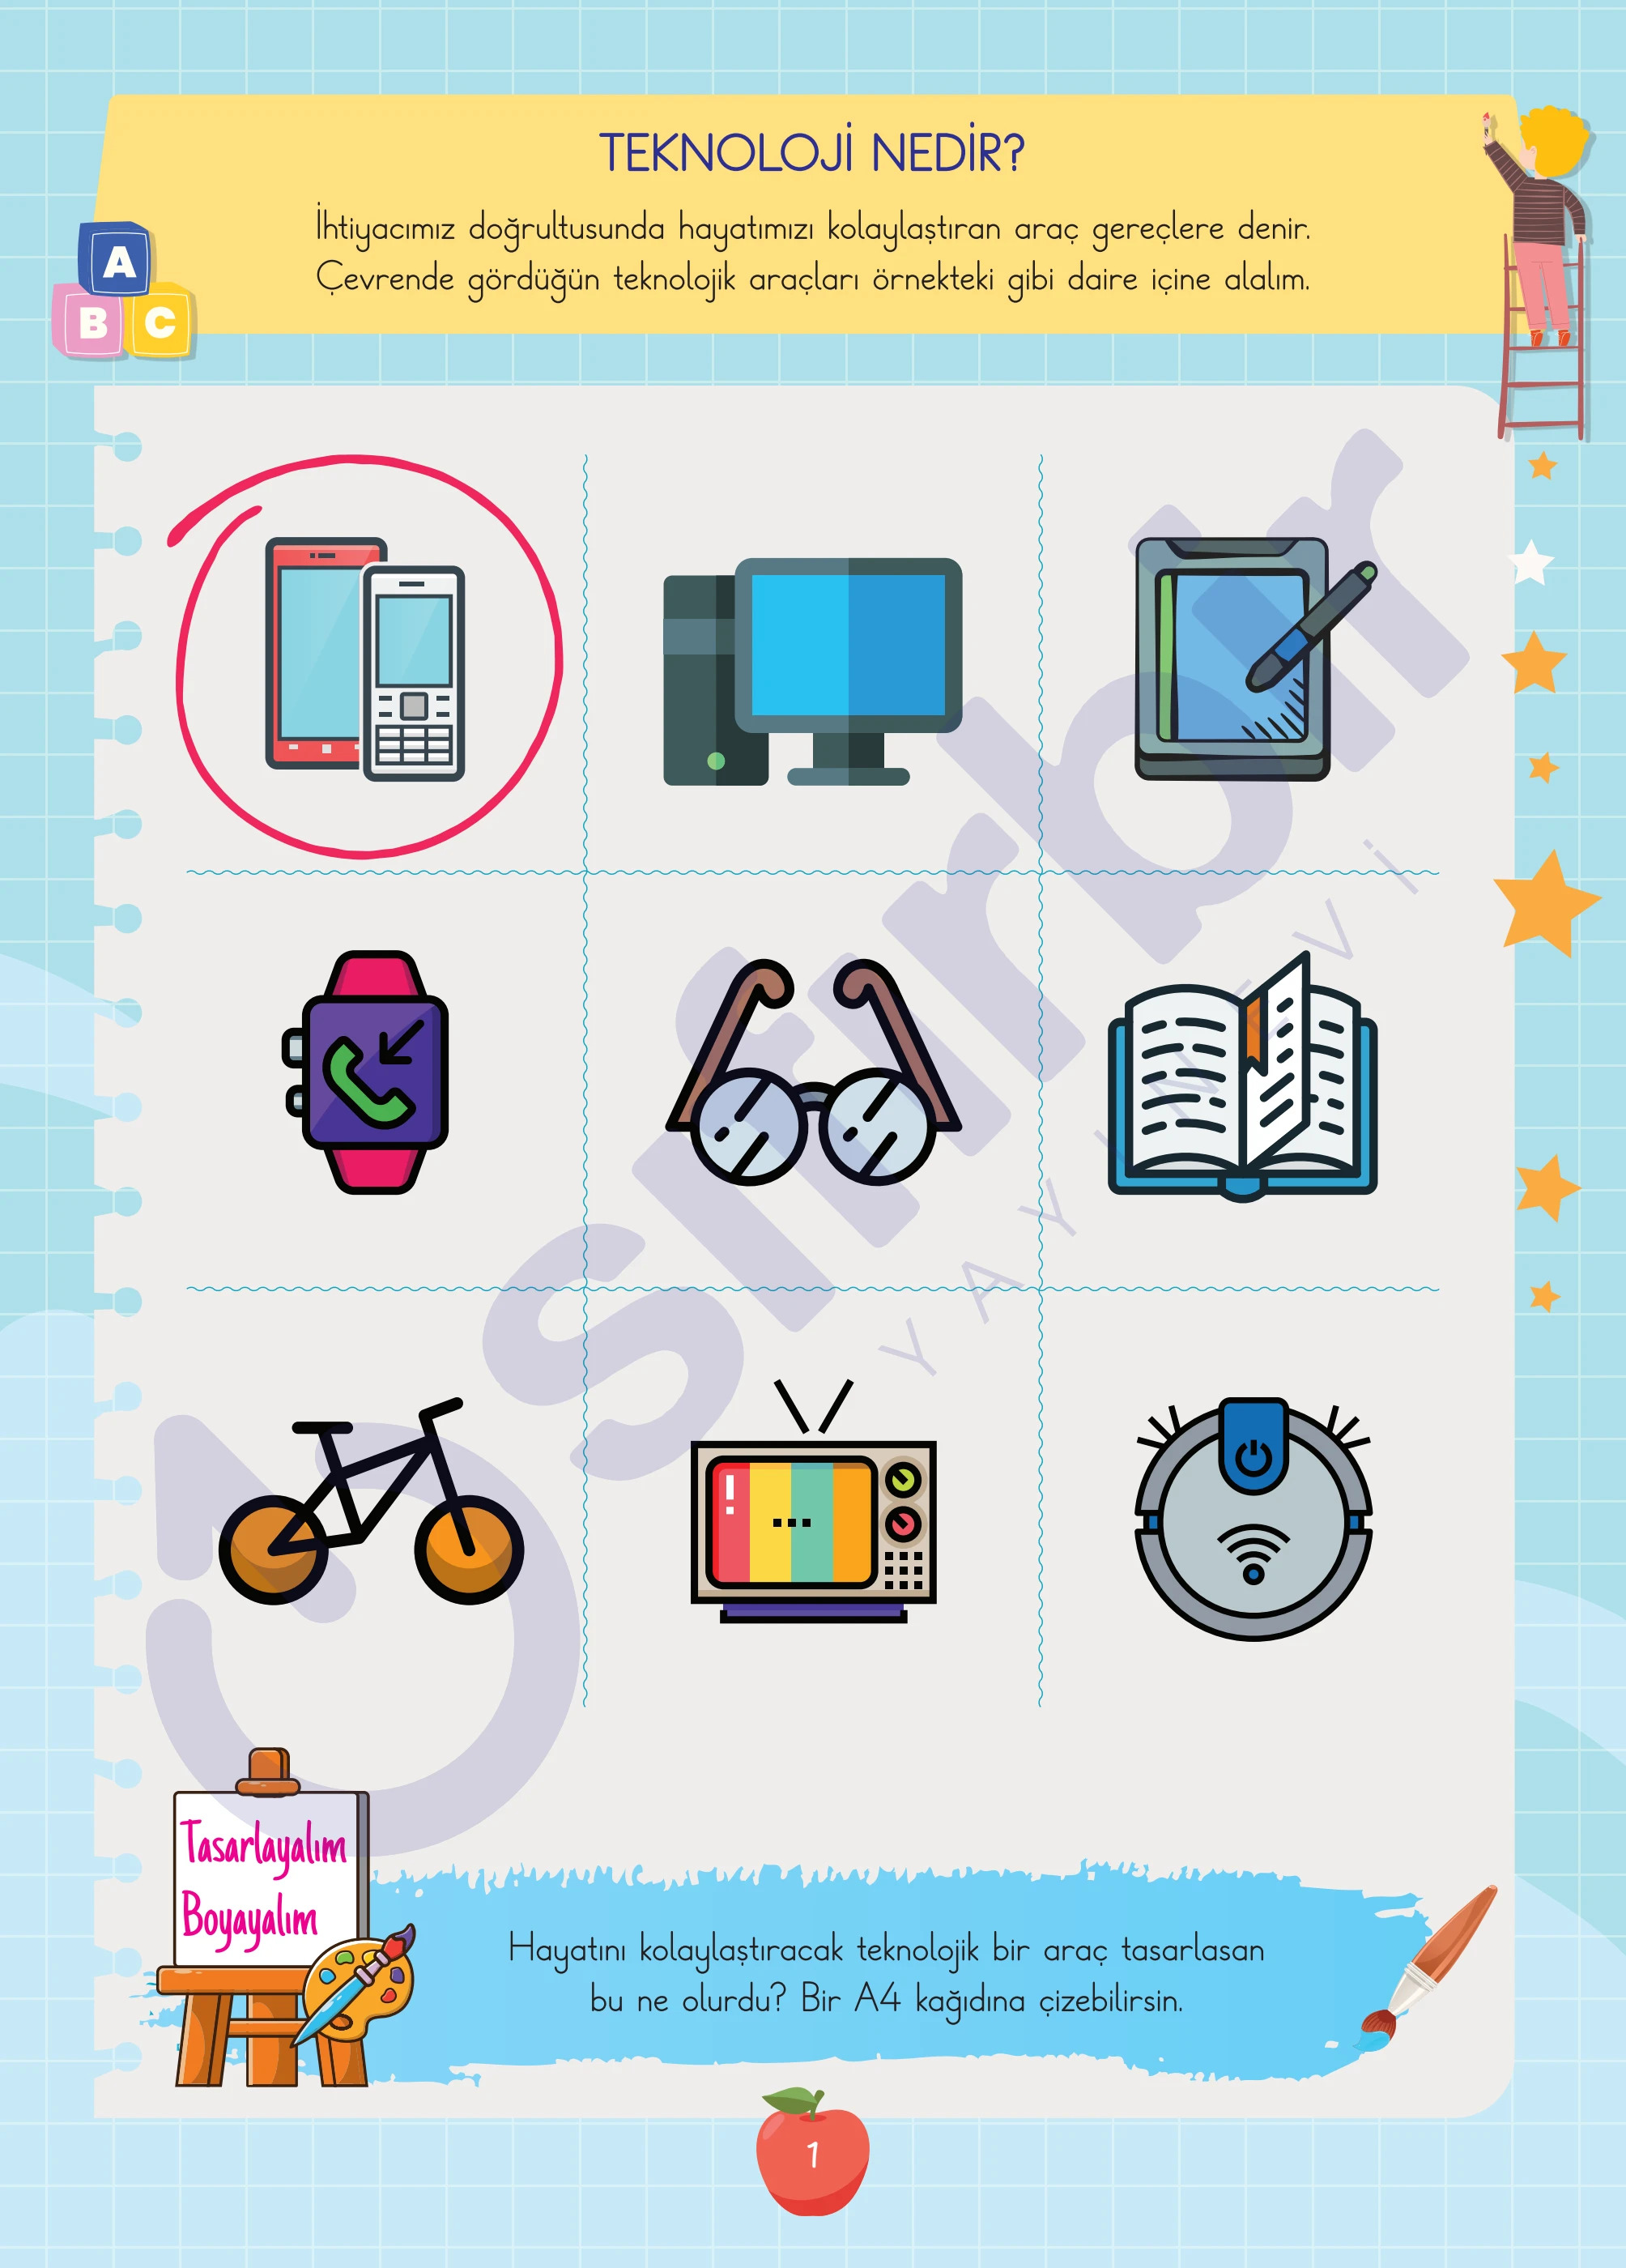 TEKNOLOJİ NEDİR?
İhtiyacımız doğrultusunda hayatımızı kolaylaştıran araç gereçlere denir.
Çevrende gördüğün teknolojik araçları örnekteki gibi daire içine alalım.
A
B C
sıfırbir
YAYINEVİ
Tasarlayalım
Boyayalım
Hayatını kolaylaştıracak teknolojik bir araç tasarlasan
bu ne olurdu? Bir A4 kağıdına çizebilirsin.
1